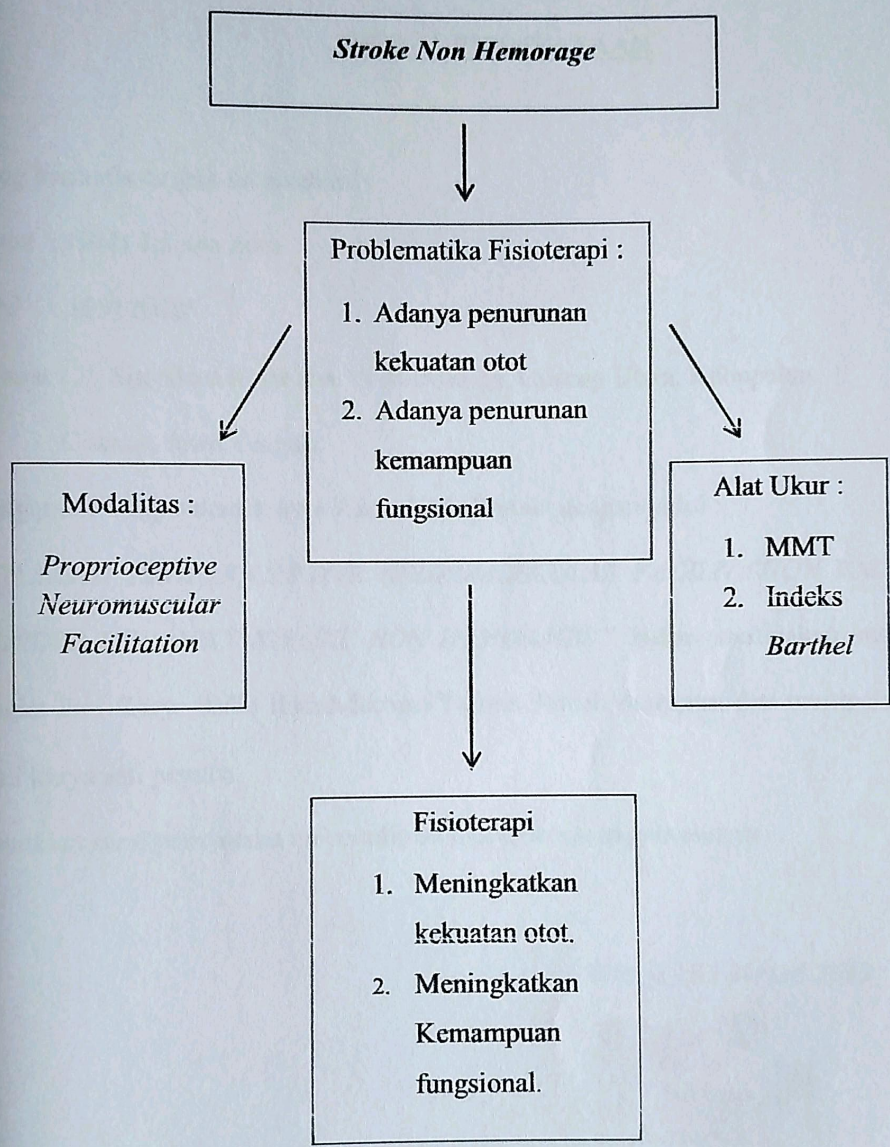 Stroke Non Hemorage
Problematika Fisioterapi :
1. Adanya penurunan
kekuatan otot
2. Adanya penurunan
kemampuan
fungsional
Modalitas :
Proprioceptive
Neuromuscular
Facilitation
Alat Ukur :
1. MMT
2. Indeks
Barthel
Fisioterapi
1. Meningkatkan
kekuatan otot.
2. Meningkatkan
Kemampuan
fungsional.